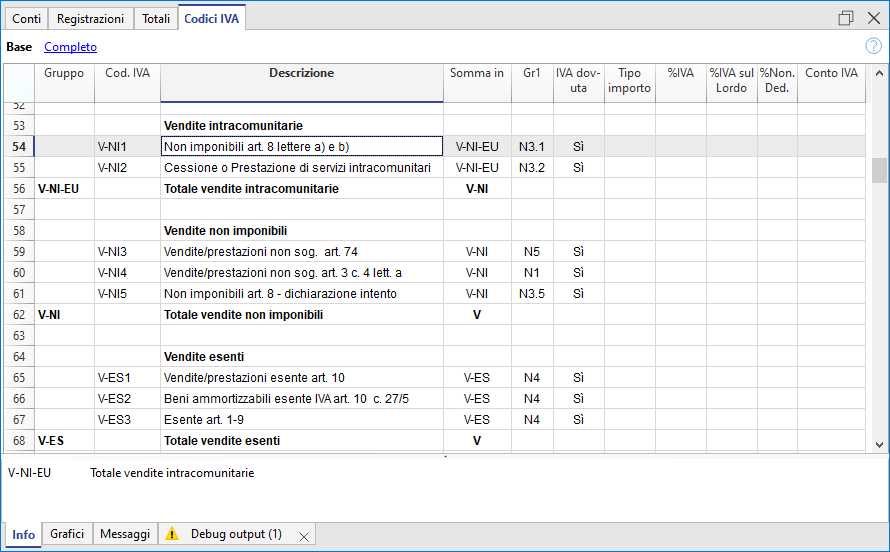 Conti Registrazioni Totali Codici IVA
Base Completo ?
Gruppo Cod. IVA Descrizione Somma in Gr1 IVA dov- Tipo %IVA %IVA sul %Non. Conto IVA
uta importo Lordo Ded.
52
53 Vendite intracomunitarie
54 V-NI1 Non imponibili art. 8 lettere a) e b) V-NI-EU N3.1 Sì
55 V-NI2 Cessione o Prestazione di servizi intracomunitari V-NI-EU N3.2 Sì
56 V-NI-EU Totale vendite intracomunitarie V-NI
57
58 Vendite non imponibili
59 V-NI3 Vendite/prestazioni non sog. art. 74 V-NI N5 Sì
60 V-NI4 Vendite/prestazioni non sog. art. 3 c. 4 lett. a V-NI N1 Sì
61 V-NI5 Non imponibili art. 8 - dichiarazione intento V-NI N3.5 Sì
62 V-NI Totale vendite non imponibili V
63
64 Vendite esenti
65 V-ES1 Vendite/prestazioni esente art. 10 V-ES N4 Sì
66 V-ES2 Beni ammortizzabili esente IVA art. 10 c. 27/5 V-ES N4 Sì
67 V-ES3 Esente art. 1-9 V-ES N4 Sì
68 V-ES Totale vendite esenti V
V-NI-EU Totale vendite intracomunitarie
Info Grafici Messaggi Debug output (1)